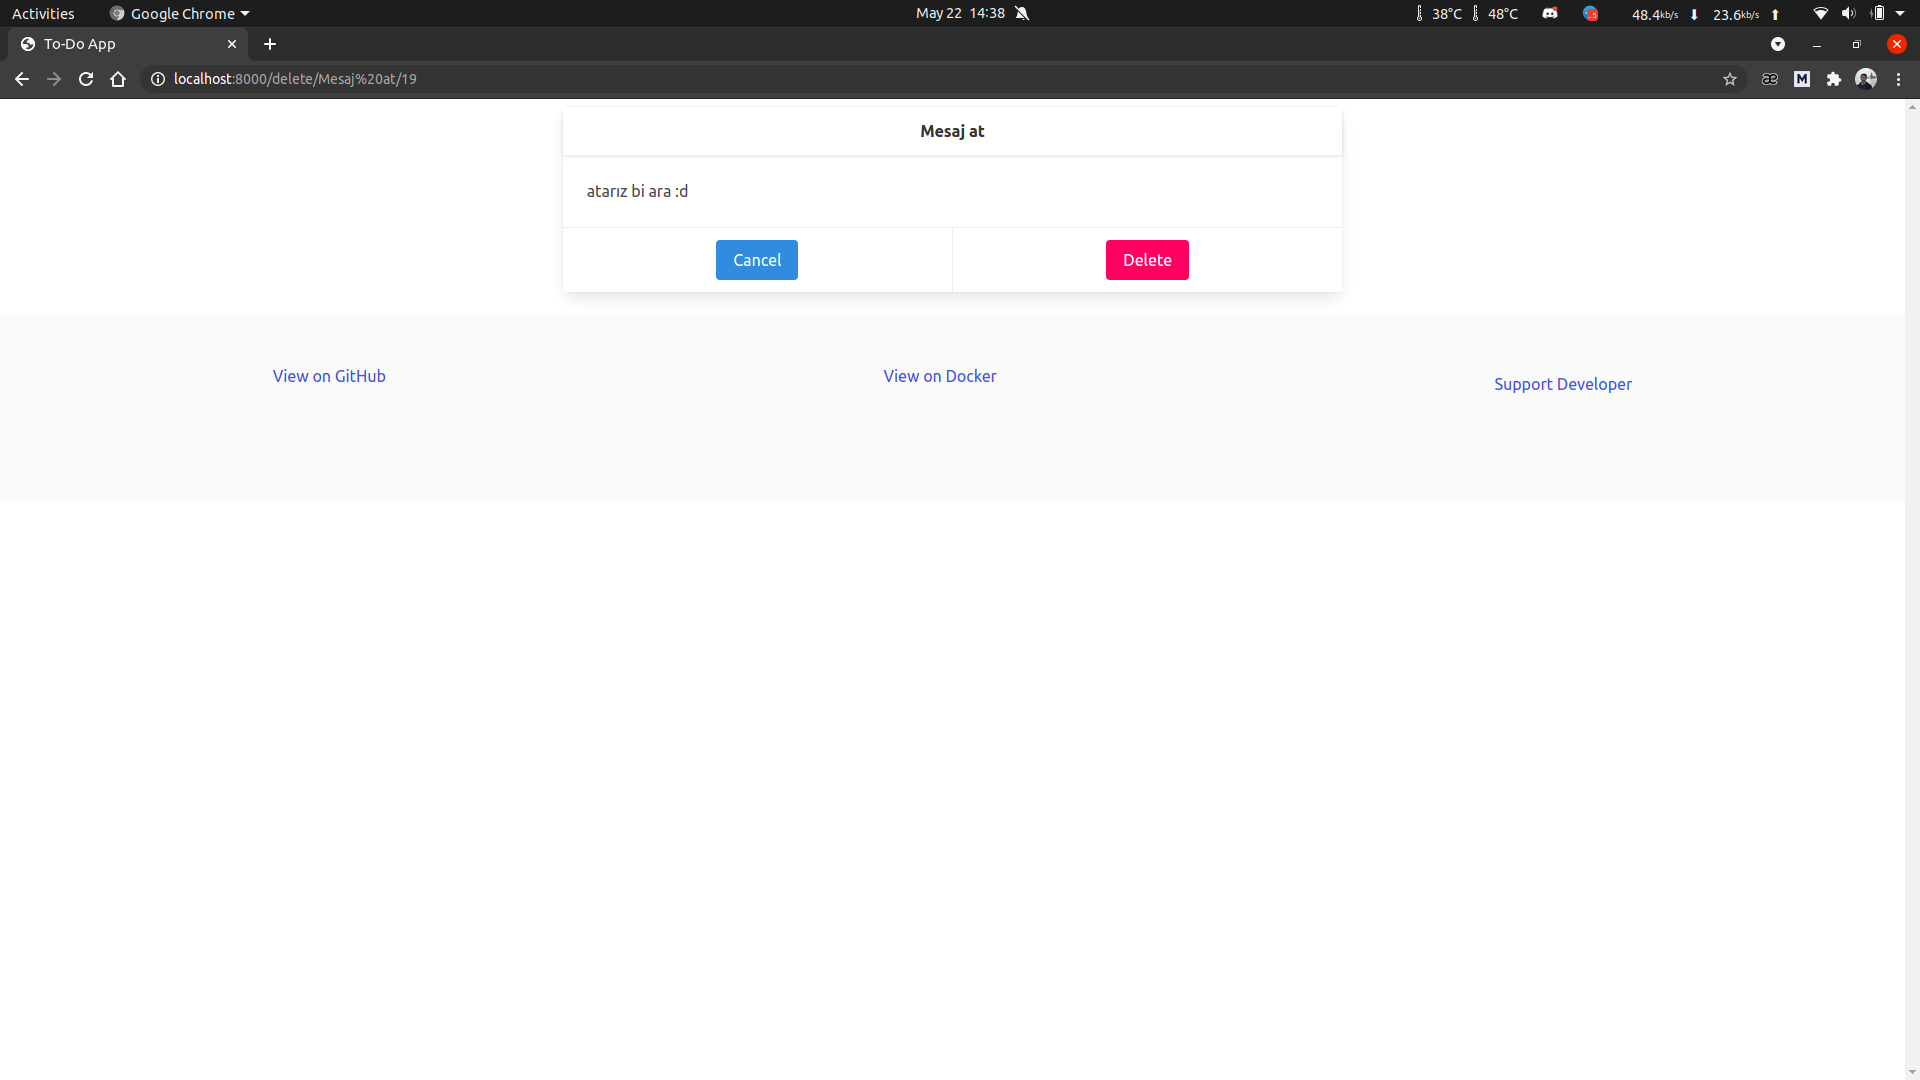 Activities Google Chrome May 22 14:38 38°C 48°C 48.4kb/s 23.6kb/s
To-Do App
localhost:8000/delete/Mesaj%20at/19 æ M
Mesaj at
atarız bi ara :d
Cancel Delete
View on GitHub View on Docker Support Developer